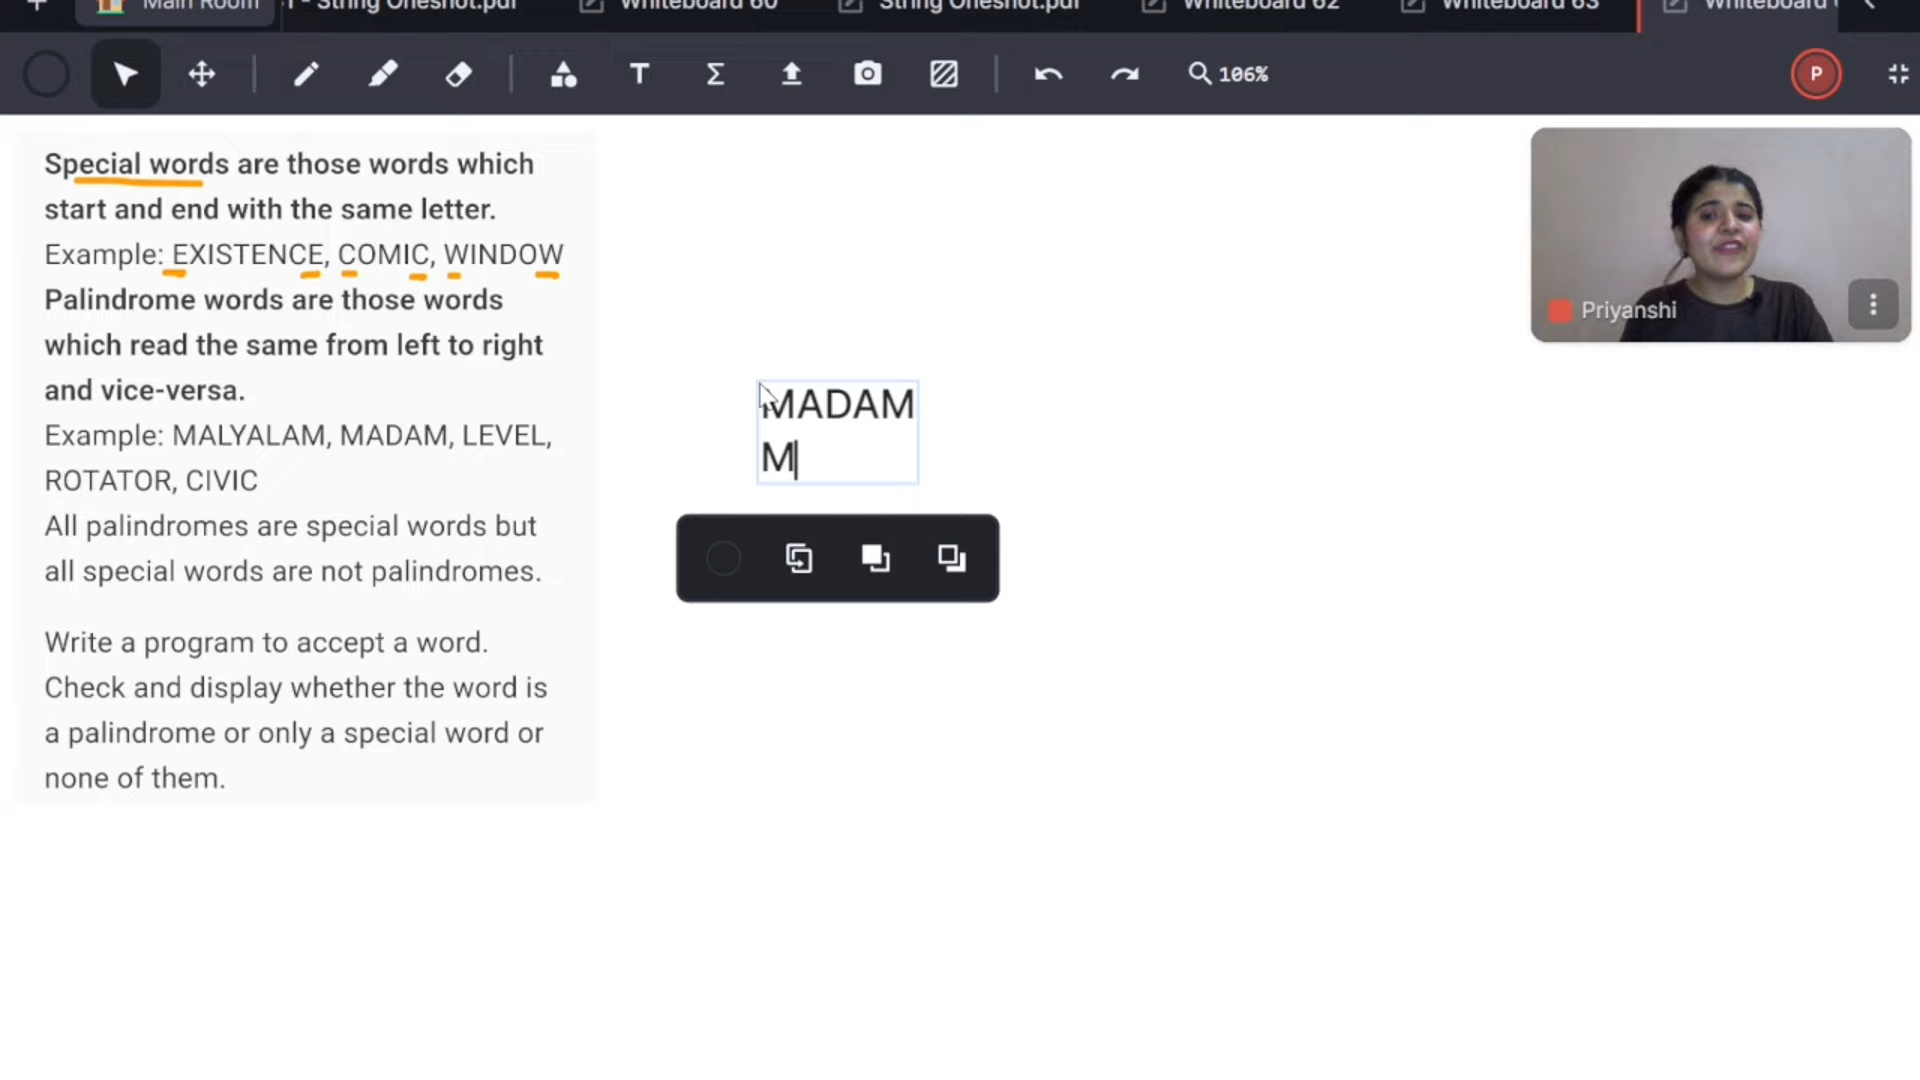 Main Room
- String Oneshot.pdf
Whiteboard 60
String Oneshot.pdf
Whiteboard 62
Whiteboard 63
Whiteboard
T
Σ
106%
P
Special words are those words which
start and end with the same letter.
Example: EXISTENCE, COMIC, WINDOW
Palindrome words are those words
which read the same from left to right
and vice-versa.
Example: MALYALAM, MADAM, LEVEL,
ROTATOR, CIVIC
All palindromes are special words but
all special words are not palindromes.
Write a program to accept a word.
Check and display whether the word is
a palindrome or only a special word or
none of them.
MADAM
M
Priyanshi